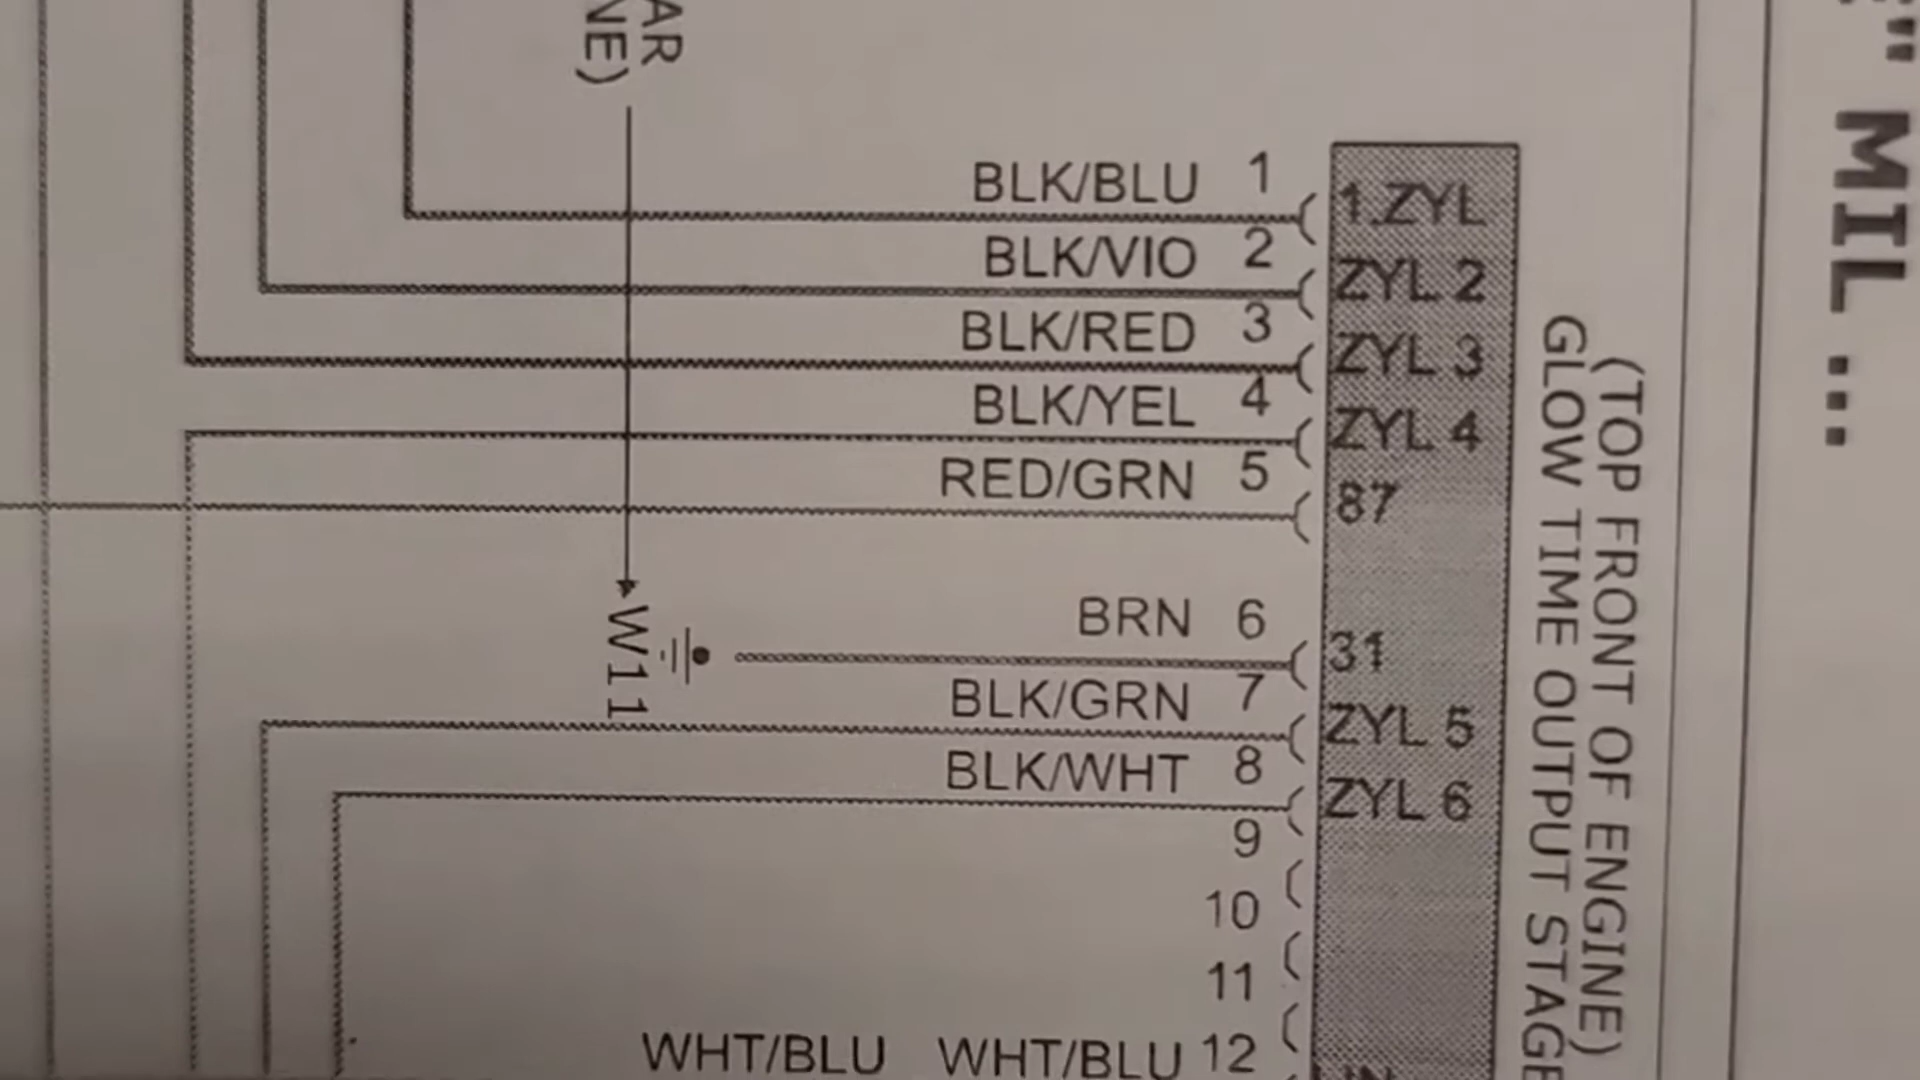 AR
NE)
BLK/BLU 1 1.ZYL
BLK/VIO 2 ZYL 2
BLK/RED 3 ZYL 3
BLK/YEL 4 ZYL 4
RED/GRN 5 87
BRN 6 31
BLK/GRN 7 ZYL 5
BLK/WHT 8 ZYL 6
9
10
11
WHT/BLU WHT/BLU 12
W11
(TOP FRONT OF ENGINE)
GLOW TIME OUTPUT STAGE
" MIL ...